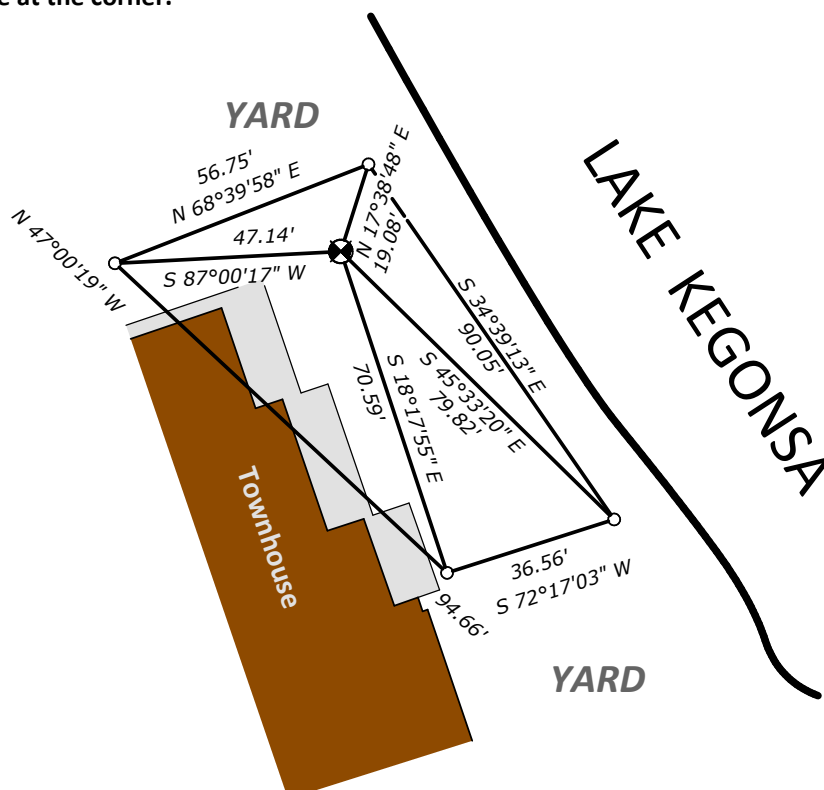 e at the corner.
YARD
56.75'
N 68°39'58" E
N 17°38'48" E
19.08'
N 47°00'19" W
47.14'
S 87°00'17" W
S 34°39'13" E
90.05'
S 45°33'20" E
79.82'
S 18°17'55" E
70.59'
LAKE KEGONSA
Townhouse
36.56'
S 72°17'03" W
94.66'
YARD